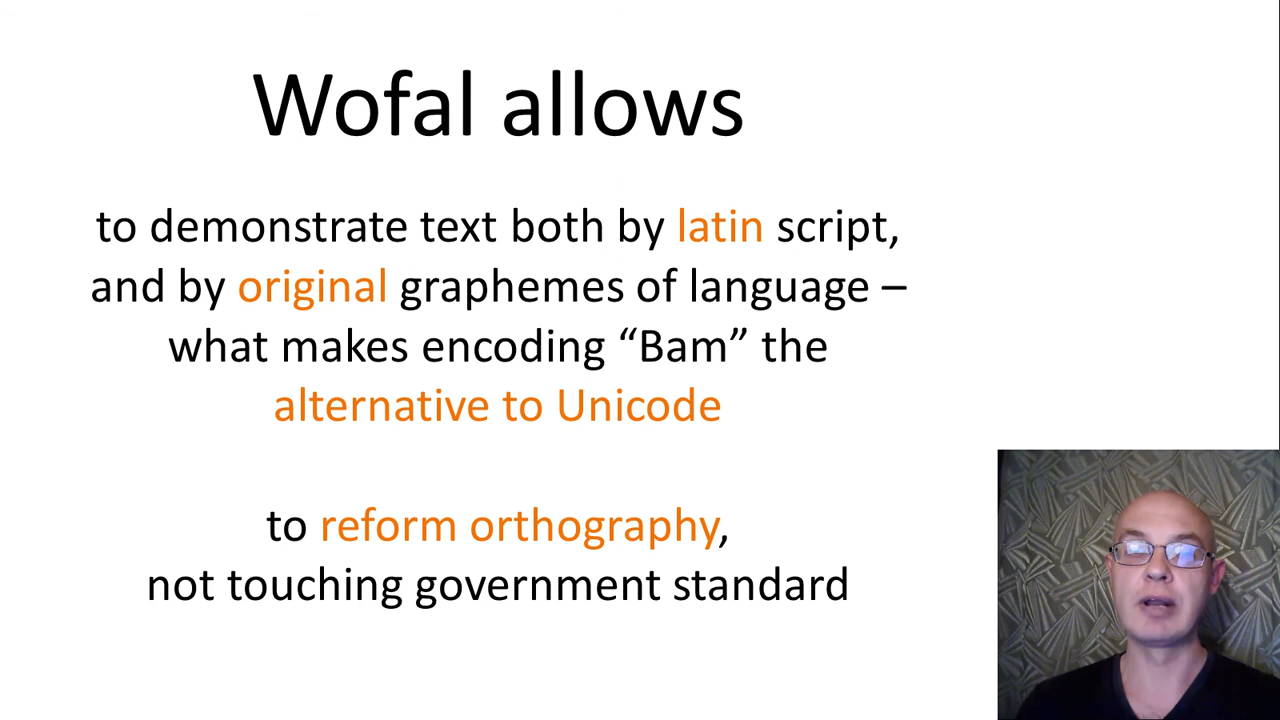 Wofal allows
to demonstrate text both by latin script,
and by original graphemes of language –
what makes encoding “Bam” the
alternative to Unicode
to reform orthography,
not touching government standard